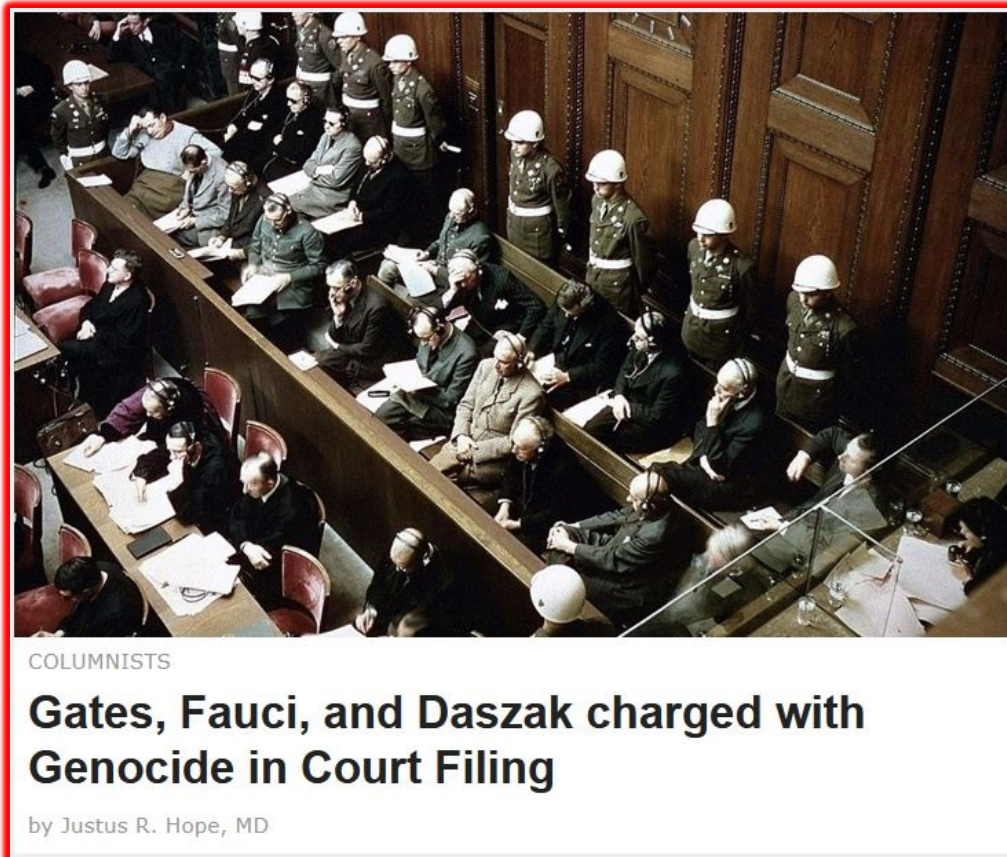 COLUMNISTS
Gates, Fauci, and Daszak charged with
Genocide in Court Filing
by Justus R. Hope, MD